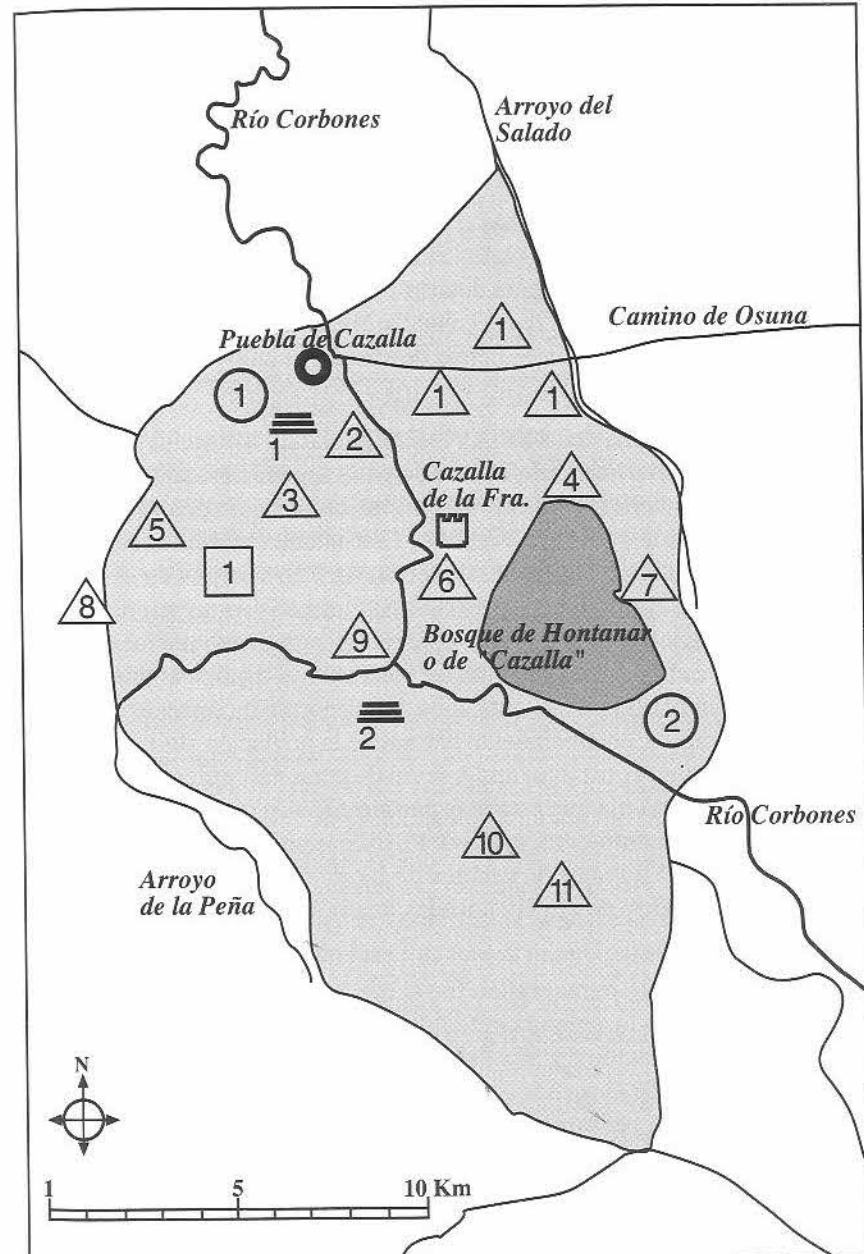 Río Corbones
Arroyo del
Salado
Camino de Osuna
1
Puebla de Cazalla
1
1
1
1
2
Cazalla
de la Fra.
4
3
5
1
6
7
8
9
Bosque de Hontanar
o de "Cazalla"
2
2
Río Corbones
10
11
Arroyo
de la Peña
N
1 5 10 Km